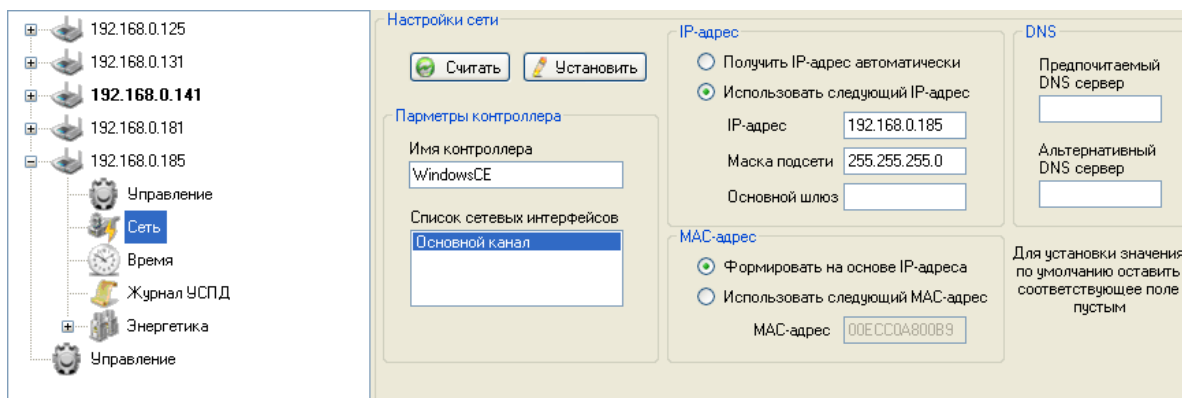 192.168.0.125
192.168.0.131
192.168.0.141
192.168.0.181
192.168.0.185
Управление
Сеть
Время
Журнал УСПД
Энергетика
Управление
Настройки сети
Считать
Установить
Парметры контроллера
Имя контроллера
WindowsCE
Список сетевых интерфейсов
Основной канал
IP-адрес
Получить IP-адрес автоматически
Использовать следующий IP-адрес
IP-адрес 192.168.0.185
Маска подсети 255.255.255.0
Основной шлюз
MAC-адрес
Формировать на основе IP-адреса
Использовать следующий MAC-адрес
MAC-адрес 00ECC0A800B9
DNS
Предпочитаемый
DNS сервер
Альтернативный
DNS сервер
Для установки значения
по умолчанию оставить
соответствующее поле
пустым